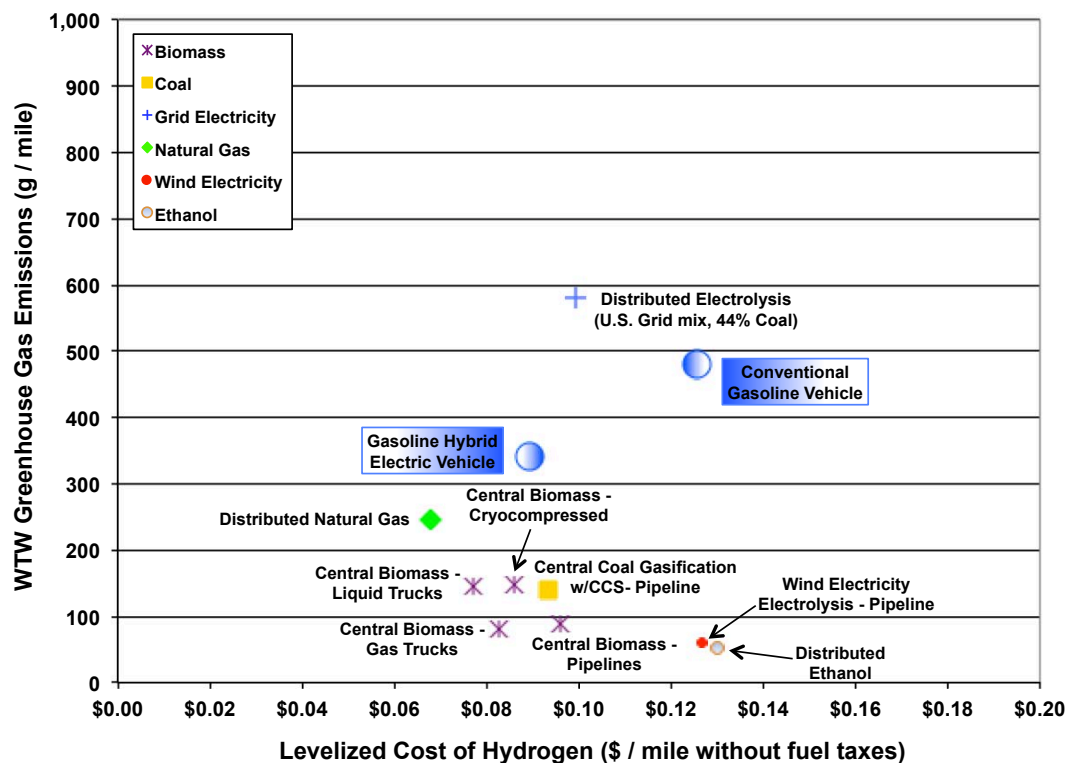 1,000
900
800
700
600
500
400
300
200
100
0
WTW Greenhouse Gas Emissions (g / mile)
Biomass
Coal
Grid Electricity
Natural Gas
Wind Electricity
Ethanol
Distributed Electrolysis
(U.S. Grid mix, 44% Coal)
Conventional
Gasoline Vehicle
Gasoline Hybrid
Electric Vehicle
Distributed Natural Gas
Central Biomass -
Cryocompressed
Central Biomass -
Liquid Trucks
Central Coal Gasification
w/CCS- Pipeline
Wind Electricity
Electrolysis - Pipeline
Central Biomass -
Gas Trucks
Central Biomass -
Pipelines
Distributed
Ethanol
$0.00 $0.02 $0.04 $0.06 $0.08 $0.10 $0.12 $0.14 $0.16 $0.18 $0.20
Levelized Cost of Hydrogen ($ / mile without fuel taxes)